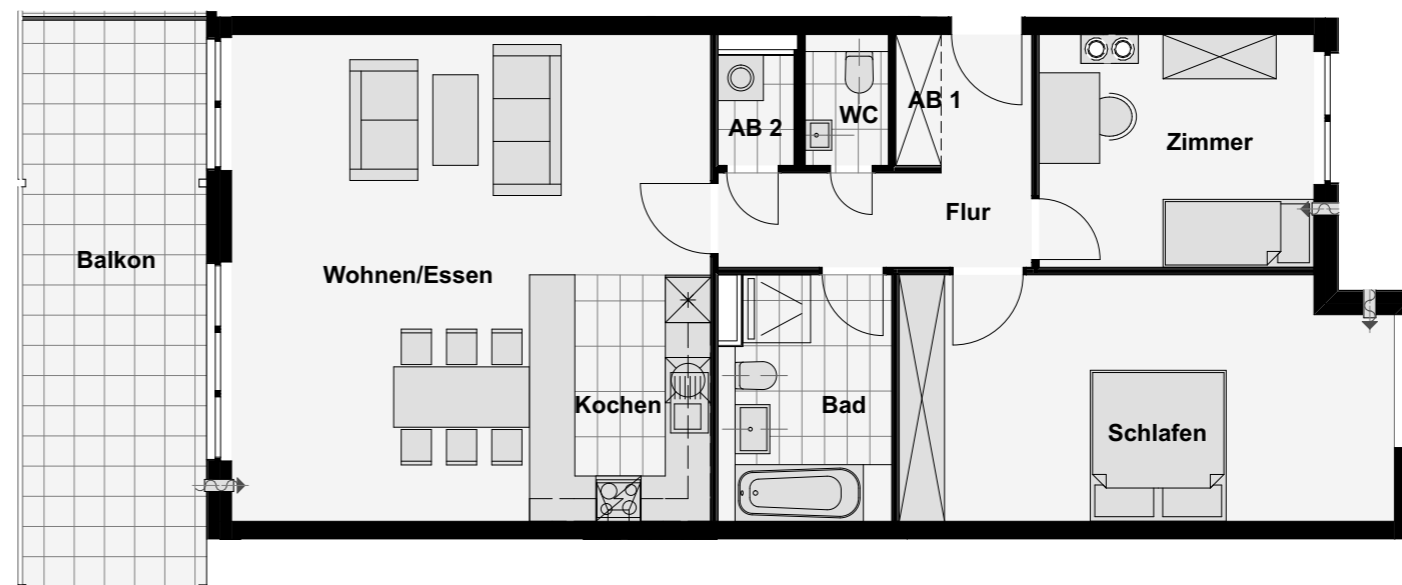 AB 1
AB 2
WC
Zimmer
Flur
Balkon
Wohnen/Essen
Kochen
Bad
Schlafen